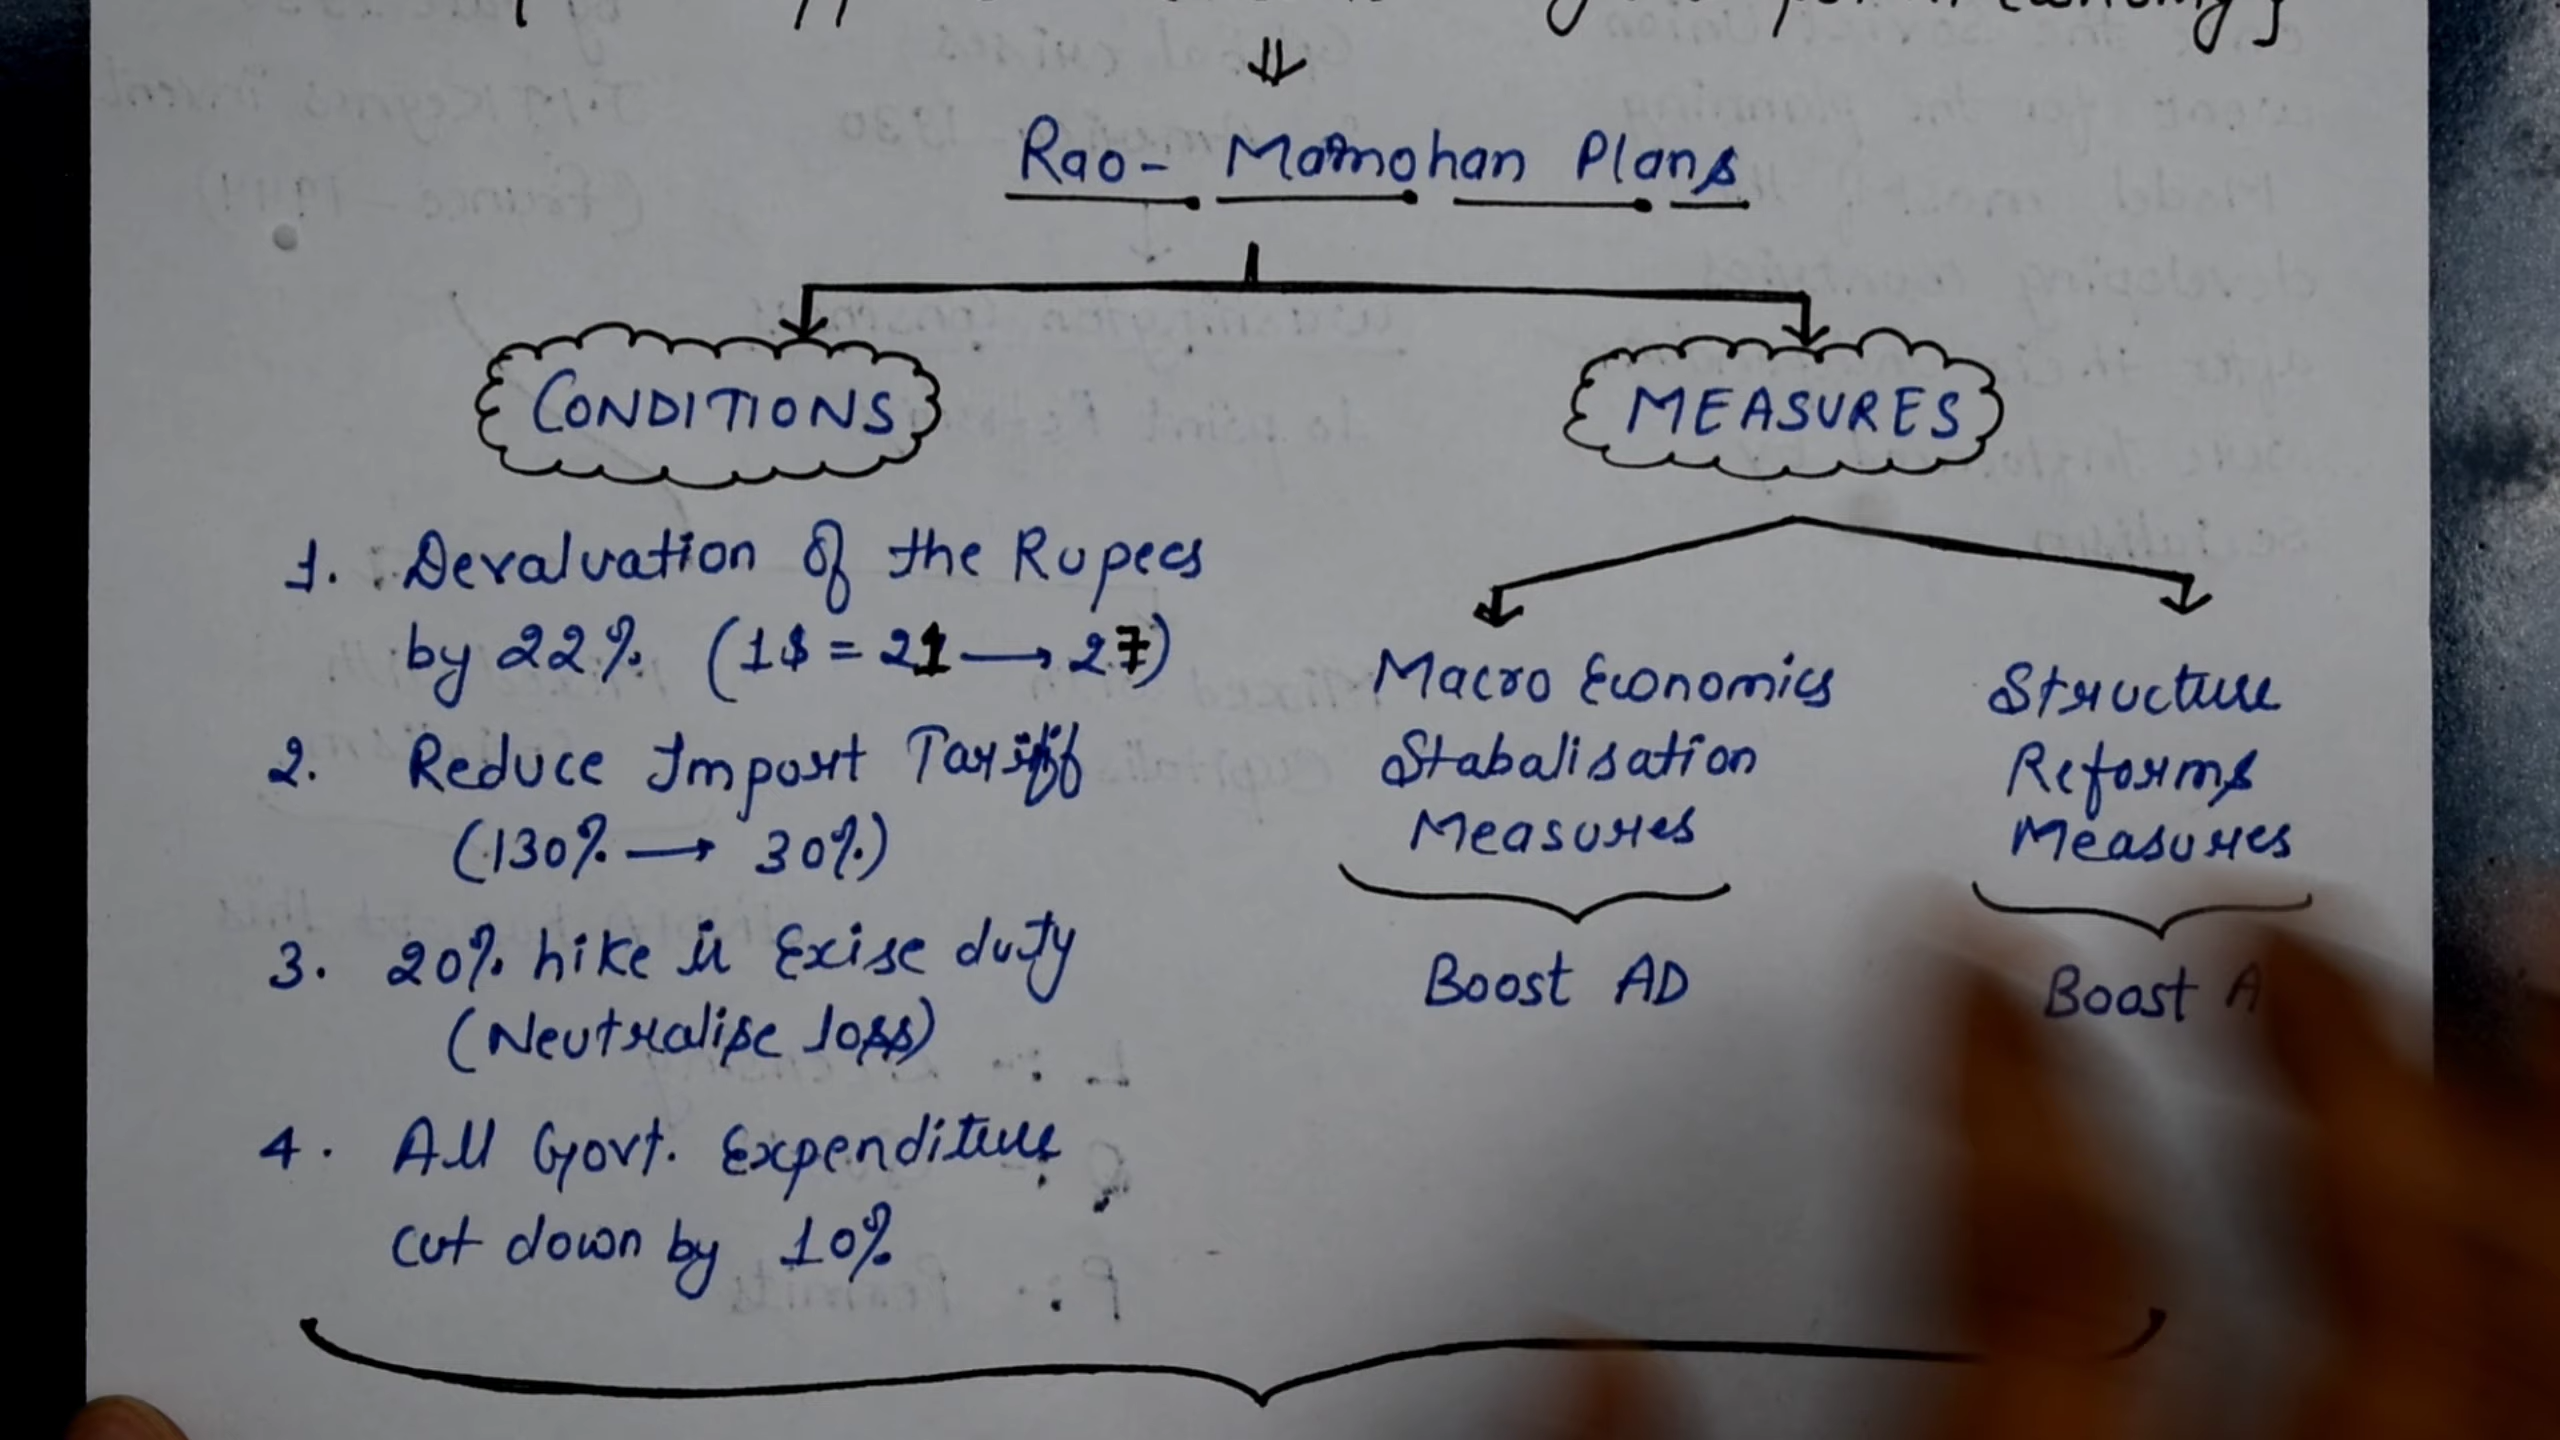 Rao- Manmohan Plans
CONDITIONS
MEASURES
1. Devaluation of the Rupees
by 22%. (1$ = 21 → 27)
2. Reduce Import Tariff
(130% → 30%)
3. 20% hike in Exise duty
(Neutralise loss)
4. All Govt. Expenditure
cut down by 10%
Macro Economics
Stabalisation
Measures
Boost AD
Structure
Reforms
Measures
Boost A